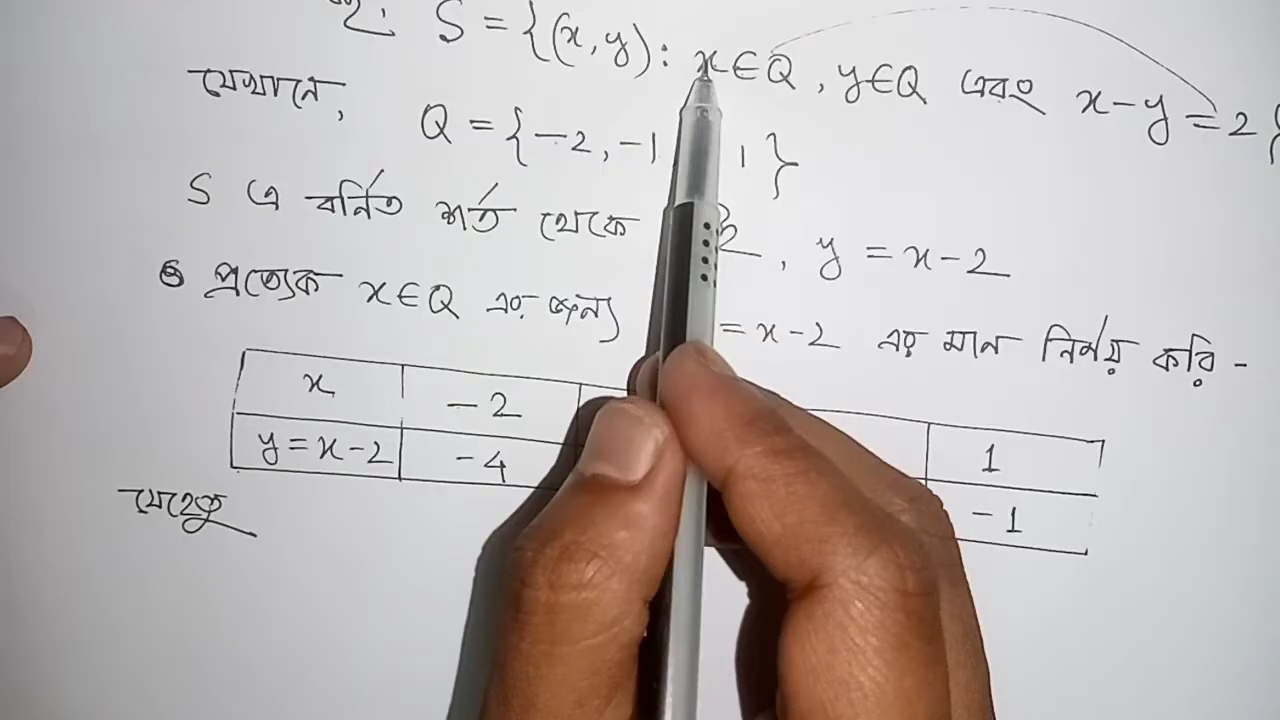 S = {(x, y): x∈Q, y∈Q এবং x-y=2}
যেখানে, Q = {-2, -1 1}
S এ বর্নিত শর্ত থেকে , y = x-2
প্রত্যেক x∈Q এর জন্য = x-2 এর মান নির্ণয় করি -
x -2 1
y=x-2 -4 -1
যেহেতু